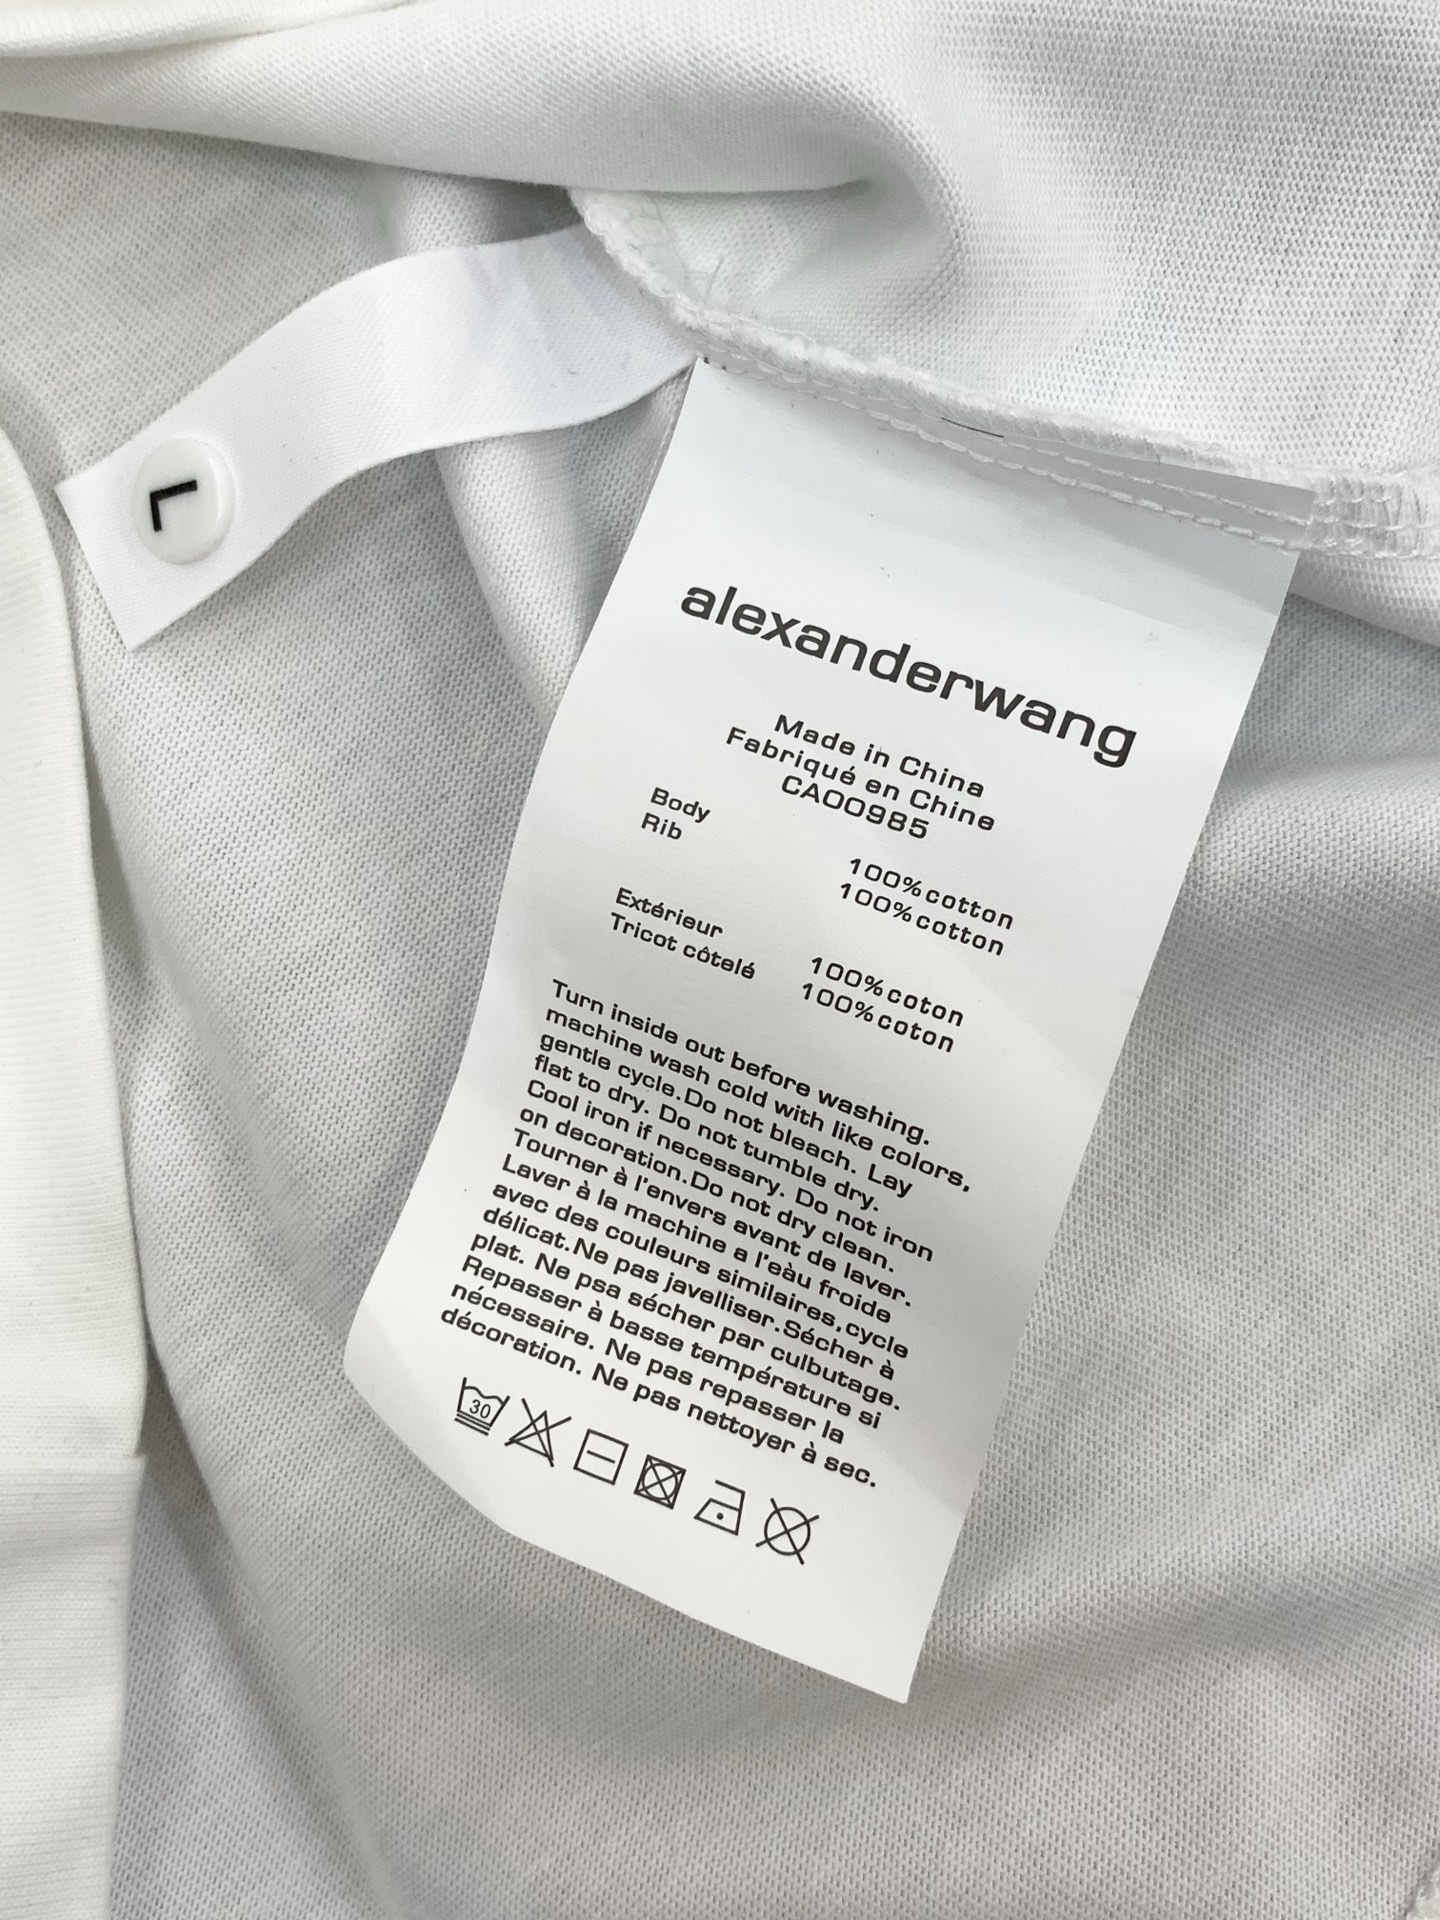 L
alexanderwang
Made in China
Fabriqué en Chine
CA00985
Body 100%cotton
Rib 100%cotton
Extérieur 100%coton
Tricot côtelé 100%coton
Turn inside out before washing.
machine wash cold with like colors,
gentle cycle.Do not bleach. Lay
flat to dry. Do not tumble dry.
Cool iron if necessary. Do not iron
on decoration.Do not dry clean.
Tourner à l'envers avant de laver.
Laver à la machine a l'eàu froide
avec des couleurs similaires,cycle
délicat.Ne pas javelliser.Sécher à
plat. Ne psa sécher par culbutage.
Repasser à basse température si
nécessaire. Ne pas repasser la
décoration. Ne pas nettoyer à sec.
30